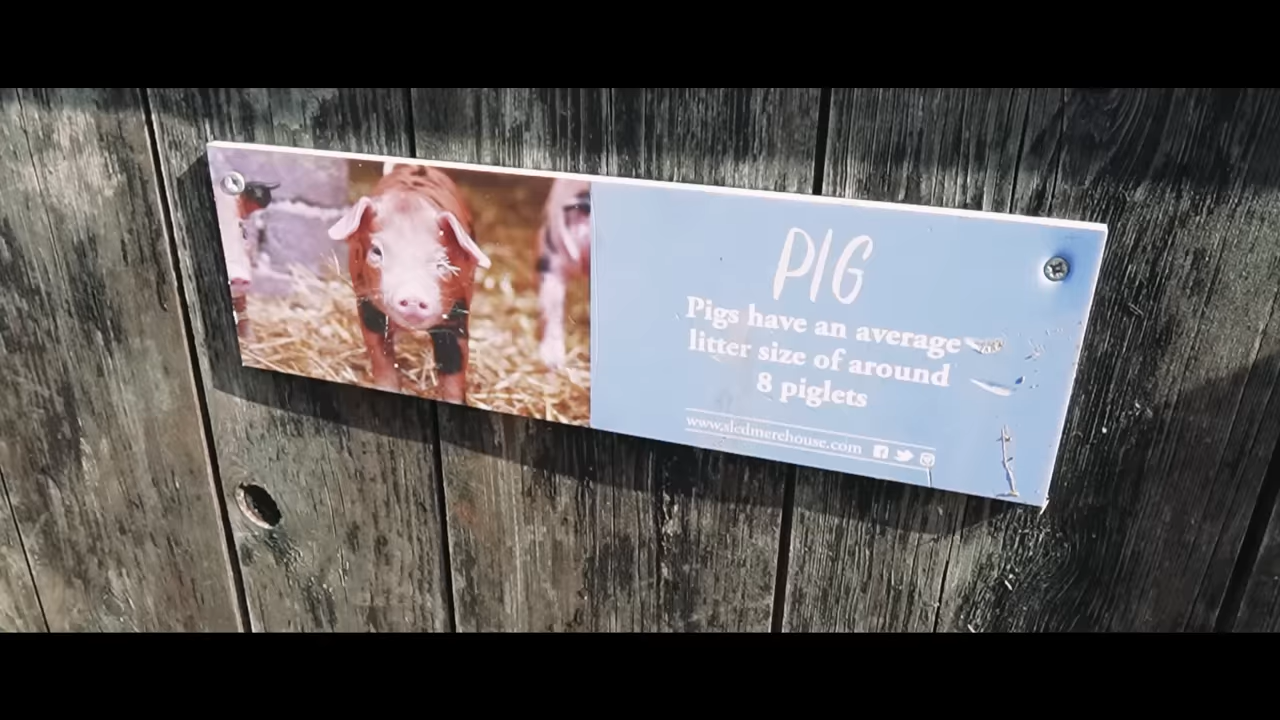 PIG
Pigs have an average
litter size of around
8 piglets
www.sledmerehouse.com